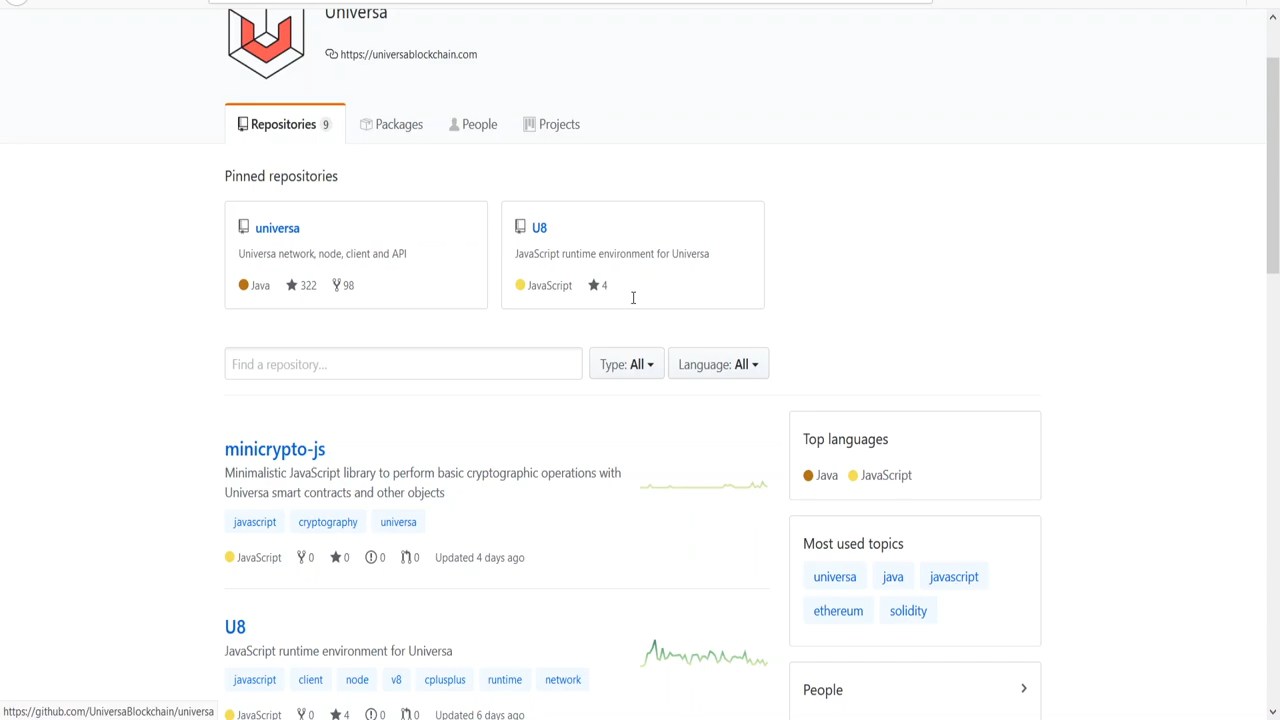 Universa
https://universablockchain.com
Repositories 9 Packages People Projects
Pinned repositories
universa
Universa network, node, client and API
Java 322 98
U8
JavaScript runtime environment for Universa
JavaScript 4
Find a repository... Type: All Language: All
minicrypto-js
Minimalistic JavaScript library to perform basic cryptographic operations with
Universa smart contracts and other objects
javascript cryptography universa
JavaScript 0 0 0 0 Updated 4 days ago
U8
JavaScript runtime environment for Universa
javascript client node v8 cplusplus runtime network
JavaScript 0 4 0 0 Updated 6 days ago
Top languages
Java JavaScript
Most used topics
universa java javascript
ethereum solidity
People
https://github.com/UniversaBlockchain/universa